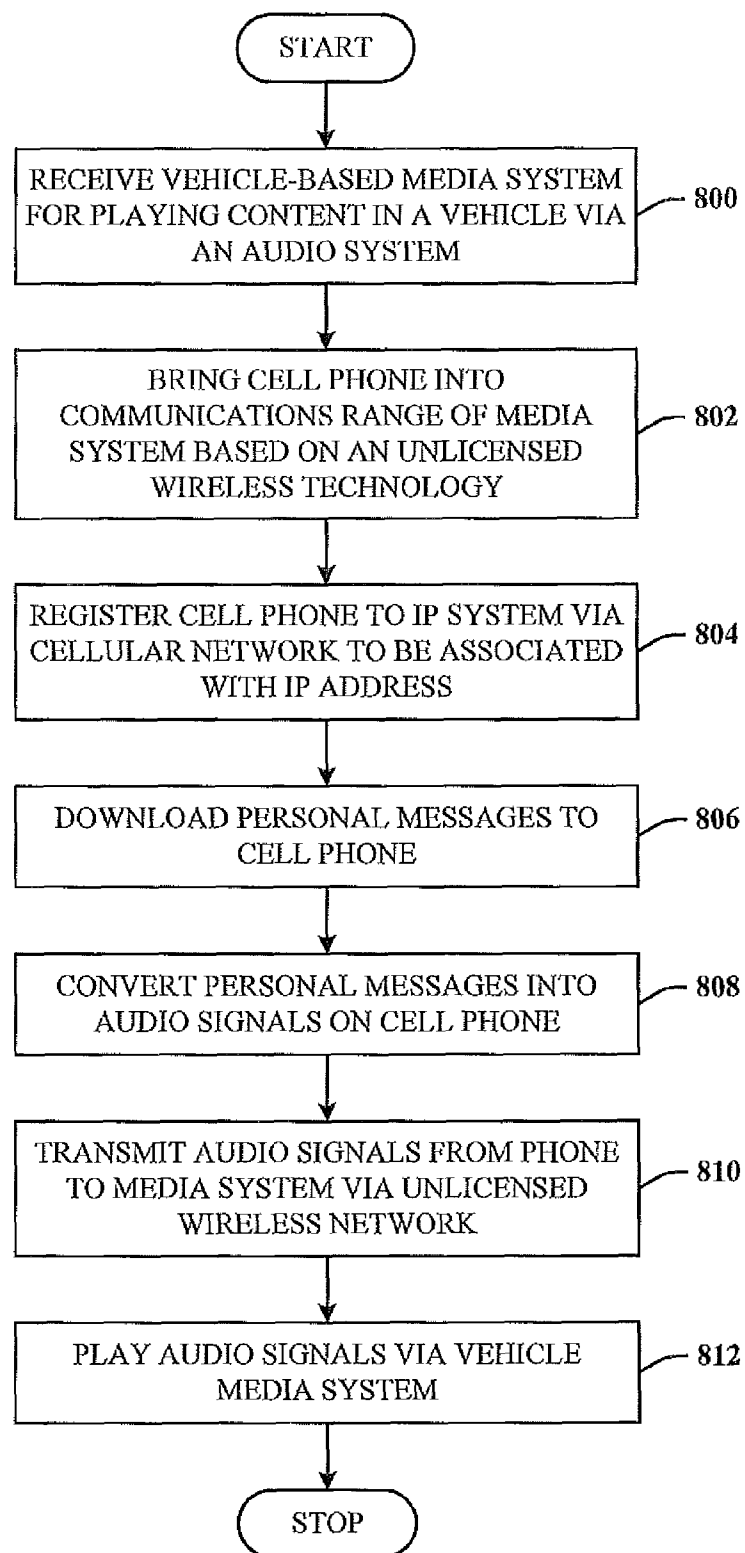 START
RECEIVE VEHICLE-BASED MEDIA SYSTEM
FOR PLAYING CONTENT IN A VEHICLE VIA
AN AUDIO SYSTEM
800
BRING CELL PHONE INTO
COMMUNICATIONS RANGE OF MEDIA
SYSTEM BASED ON AN UNLICENSED
WIRELESS TECHNOLOGY
802
REGISTER CELL PHONE TO IP SYSTEM VIA
CELLULAR NETWORK TO BE ASSOCIATED
WITH IP ADDRESS
804
DOWNLOAD PERSONAL MESSAGES TO
CELL PHONE
806
CONVERT PERSONAL MESSAGES INTO
AUDIO SIGNALS ON CELL PHONE
808
TRANSMIT AUDIO SIGNALS FROM PHONE
TO MEDIA SYSTEM VIA UNLICENSED
WIRELESS NETWORK
810
PLAY AUDIO SIGNALS VIA VEHICLE
MEDIA SYSTEM
812
STOP